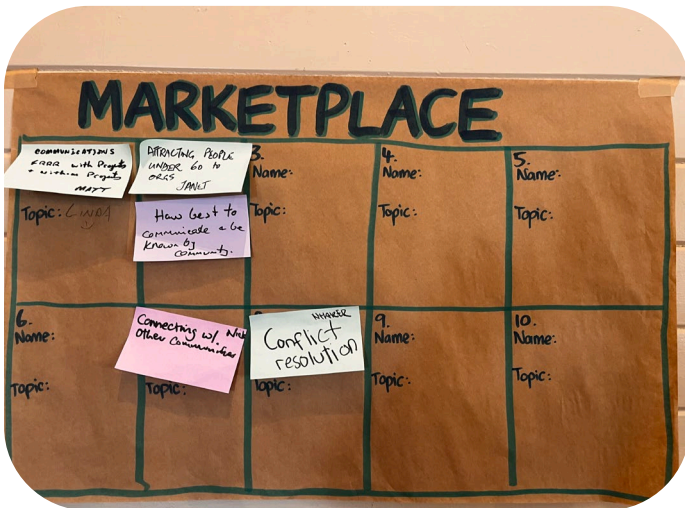 MARKETPLACE
COMMUNICATIONS
with Projects
+ within Projects
MATT
Topic: LINDA
ATTRACTING PEOPLE
UNDER 60 to
ORGS
JANET
How best to
communicate & be
known by
community.
3.
Name:
Topic:
4.
Name:
Topic:
5.
Name:
Topic:
6.
Name:
Topic:
Connecting w/
Other Communities
Topic:
Conflict
resolution
Topic:
9.
Name:
Topic:
10.
Name:
Topic: